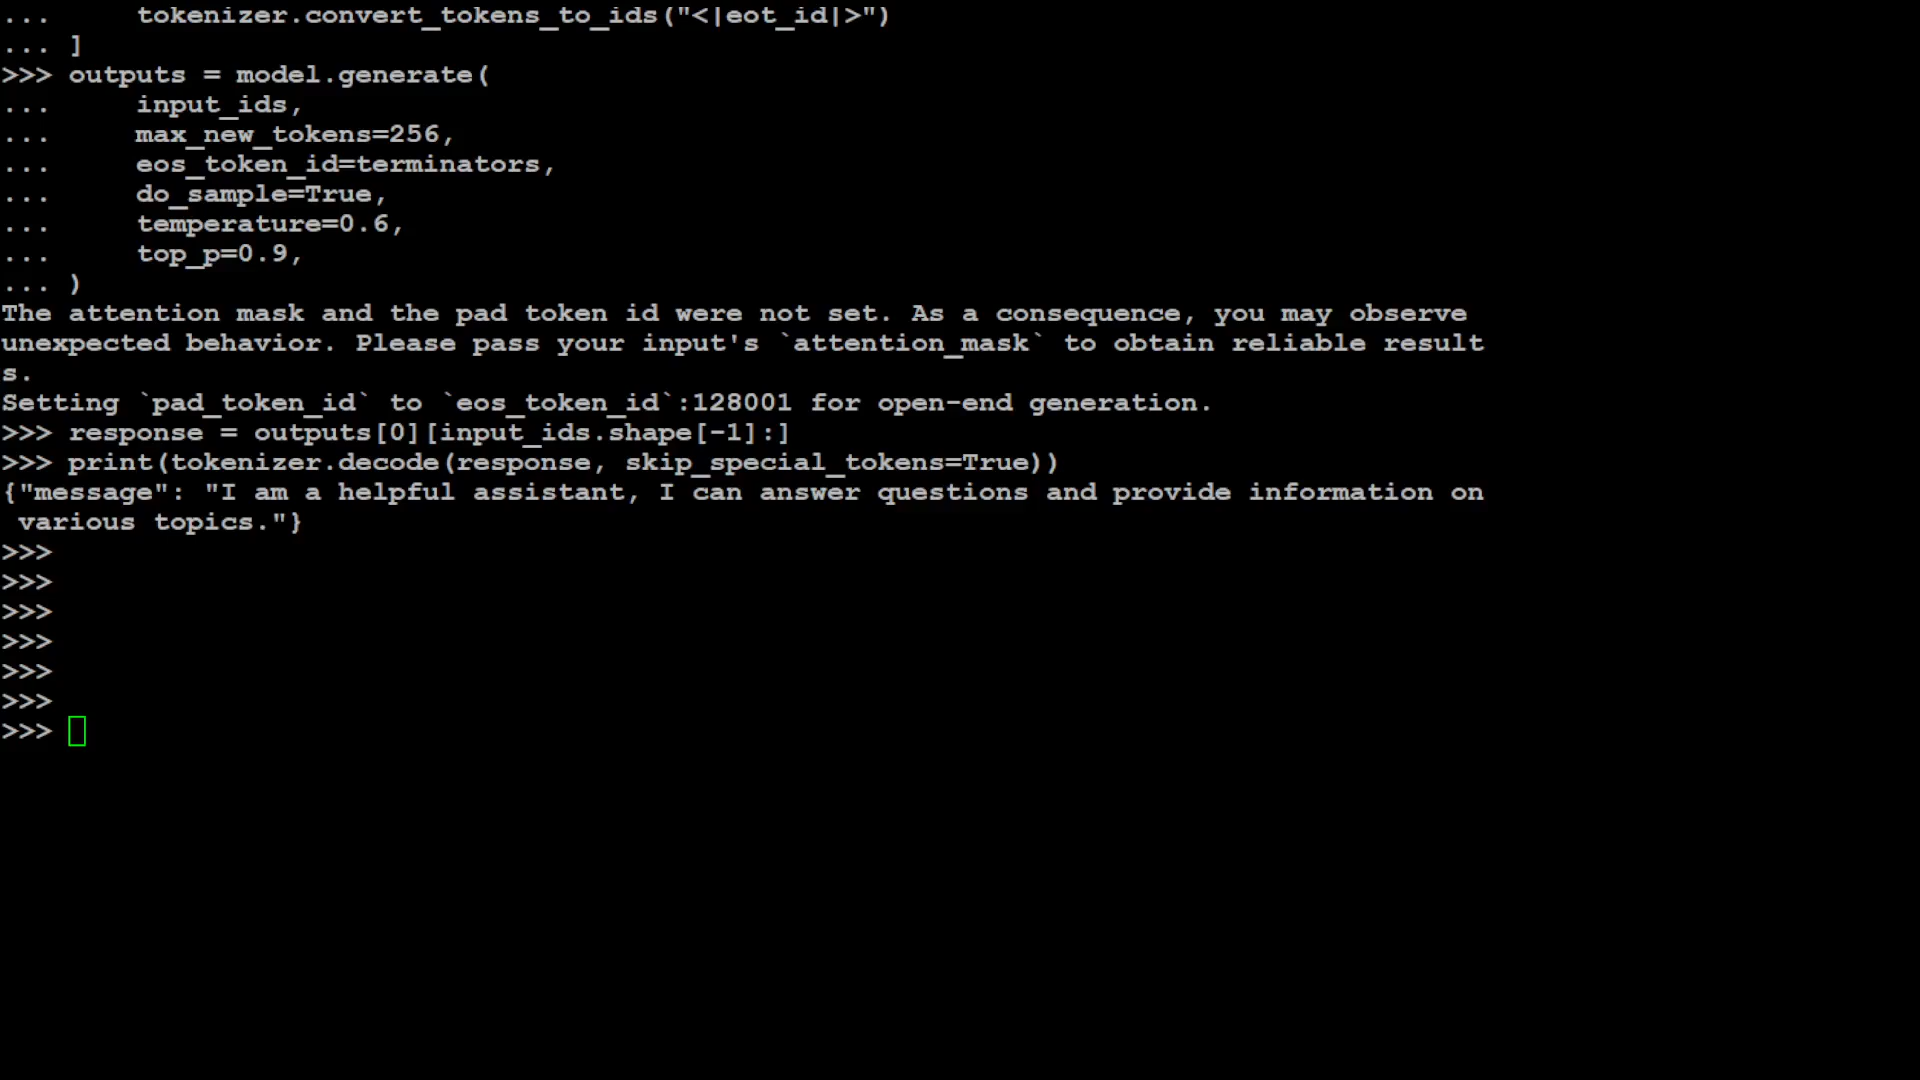 ...     tokenizer.convert_tokens_to_ids("<|eot_id|>")
... ]
>>> outputs = model.generate(
...     input_ids,
...     max_new_tokens=256,
...     eos_token_id=terminators,
...     do_sample=True,
...     temperature=0.6,
...     top_p=0.9,
... )
The attention mask and the pad token id were not set. As a consequence, you may observe
unexpected behavior. Please pass your input's `attention_mask` to obtain reliable result
s.
Setting `pad_token_id` to `eos_token_id`:128001 for open-end generation.
>>> response = outputs[0][input_ids.shape[-1]:]
>>> print(tokenizer.decode(response, skip_special_tokens=True))
{"message": "I am a helpful assistant, I can answer questions and provide information on
 various topics."}
>>>
>>>
>>>
>>>
>>>
>>>
>>>